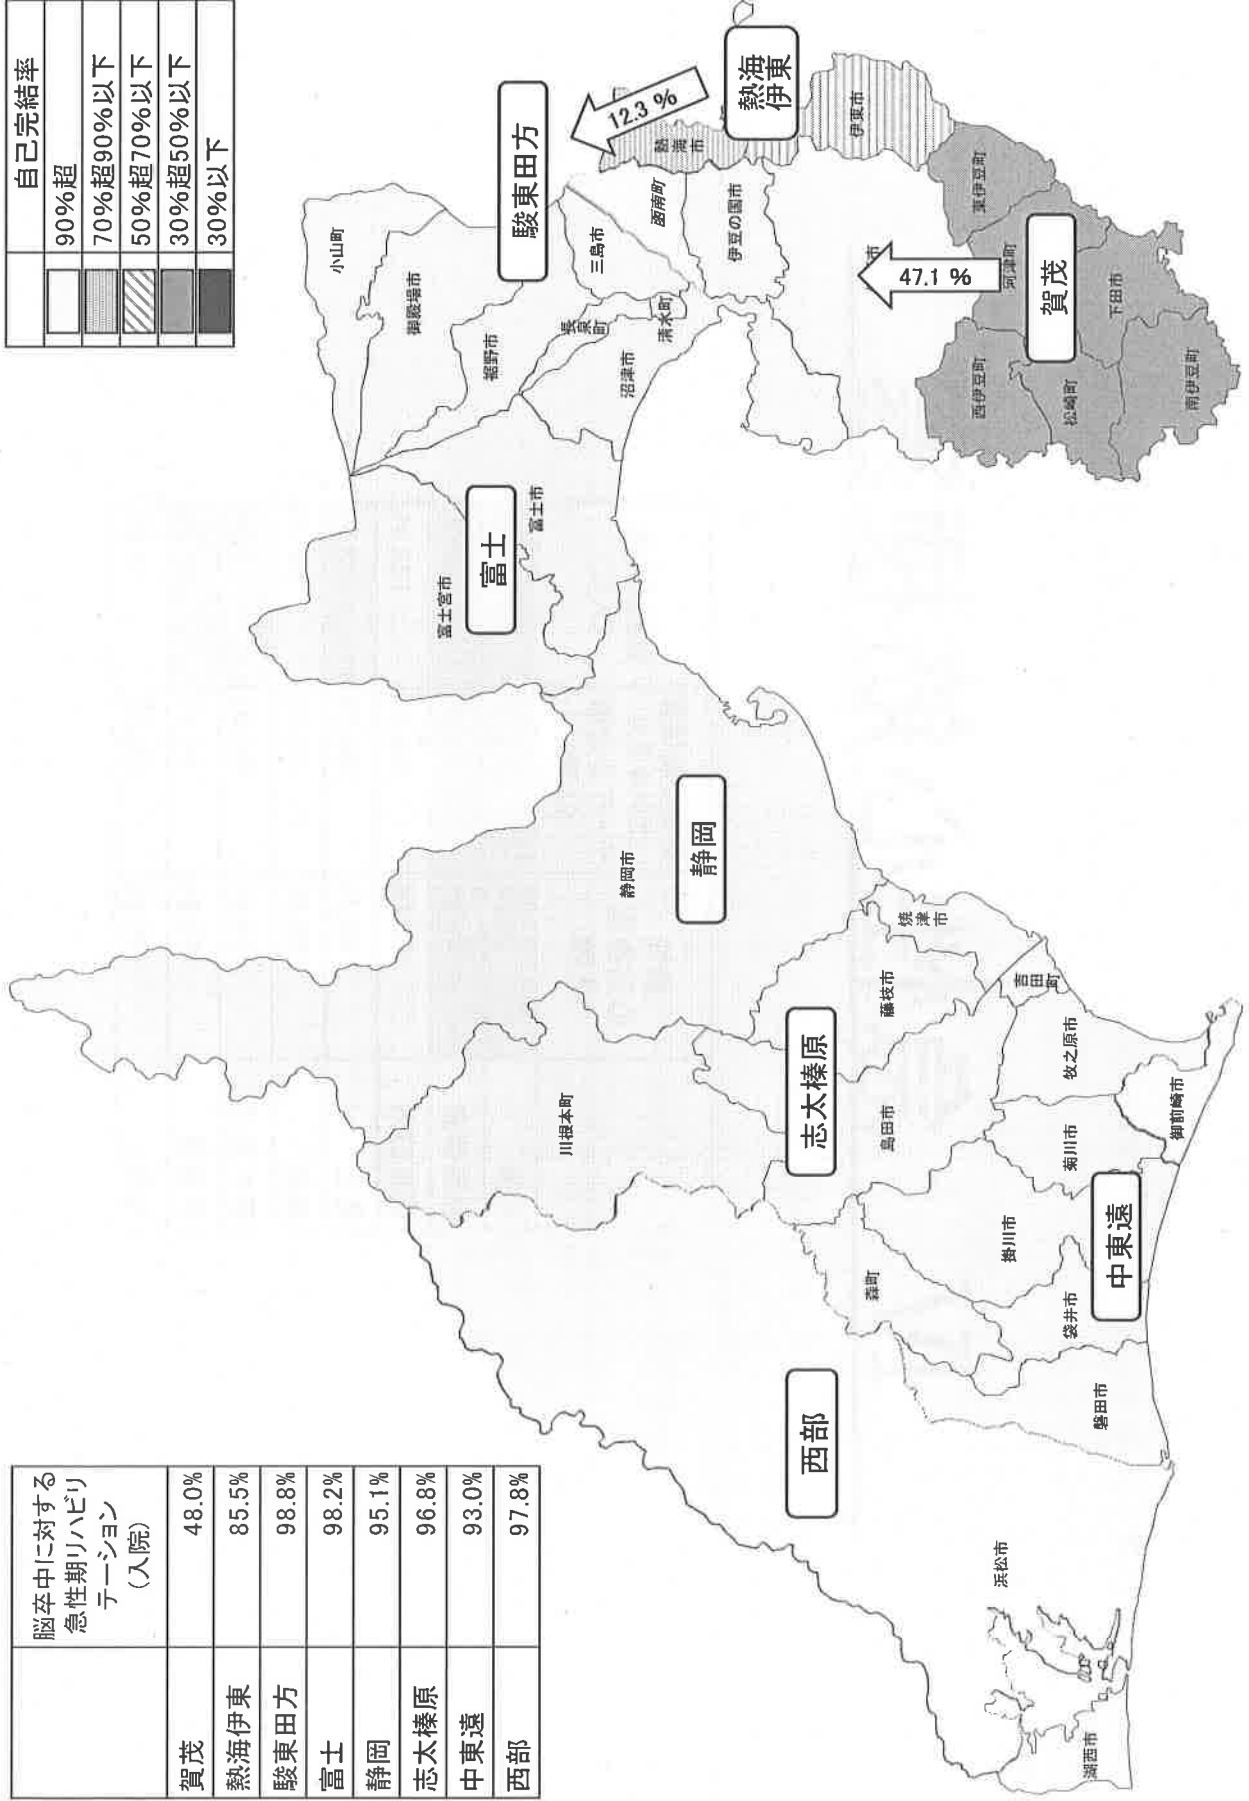 脳卒中に対する
急性期リハビリ
テーション
（入院）
賀茂 48.0%
熱海伊東 85.5%
駿東田方 98.8%
富士 98.2%
静岡 95.1%
志太榛原 96.8%
中東遠 93.0%
西部 97.8%
自己完結率
90%超
70%超90%以下
50%超70%以下
30%超50%以下
30%以下
小山町
御殿場市
裾野市
長泉町
三島市
函南町
清水町
沼津市
伊豆の国市
市
駿東田方
12.3 %
熱海
伊東
熱海市
伊東市
47.1 %
賀茂
東伊豆町
河津町
下田市
西伊豆町
松崎町
南伊豆町
富士
富士宮市
富士市
静岡
静岡市
志太榛原
川根本町
藤枝市
焼津市
島田市
吉田町
牧之原市
中東遠
御前崎市
菊川市
掛川市
森町
袋井市
磐田市
西部
浜松市
湖西市